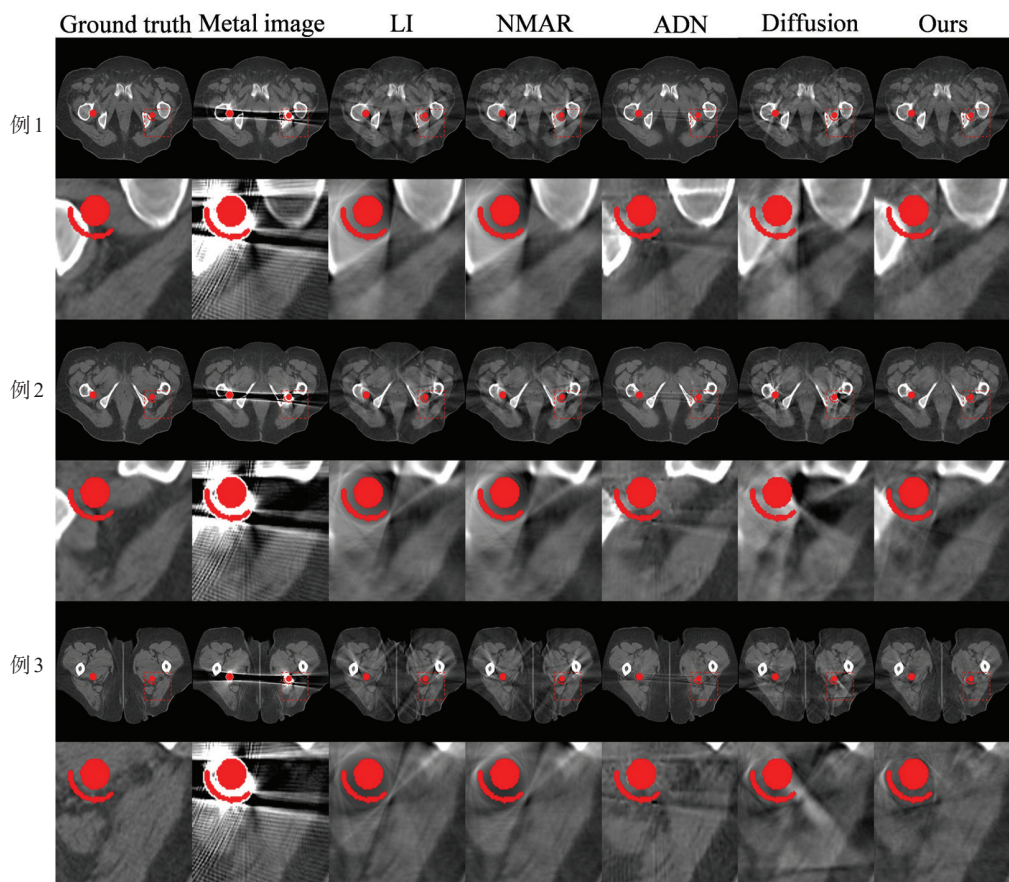 Ground truth Metal image LI NMAR ADN Diffusion Ours
例1
例2
例3